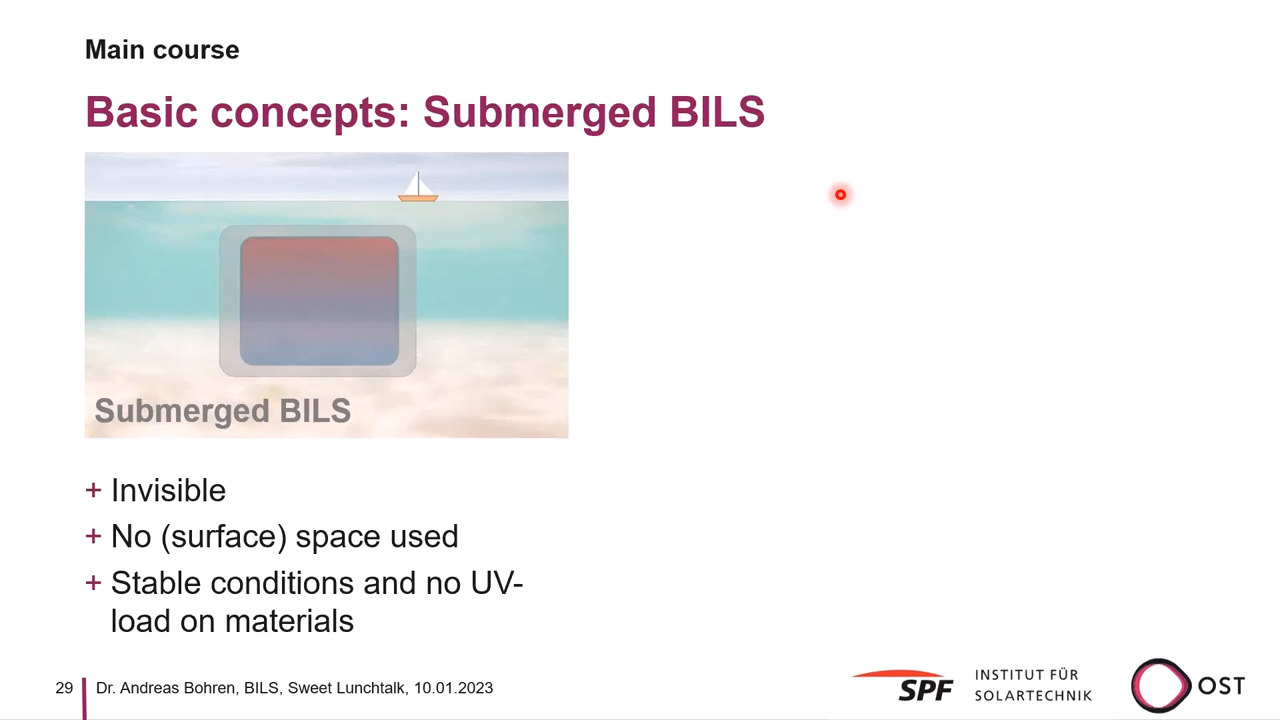 Main course
Basic concepts: Submerged BILS
Submerged BILS
+ Invisible
+ No (surface) space used
+ Stable conditions and no UV-
load on materials
29 Dr. Andreas Bohren, BILS, Sweet Lunchtalk, 10.01.2023
SPF
INSTITUT FÜR
SOLARTECHNIK
OST